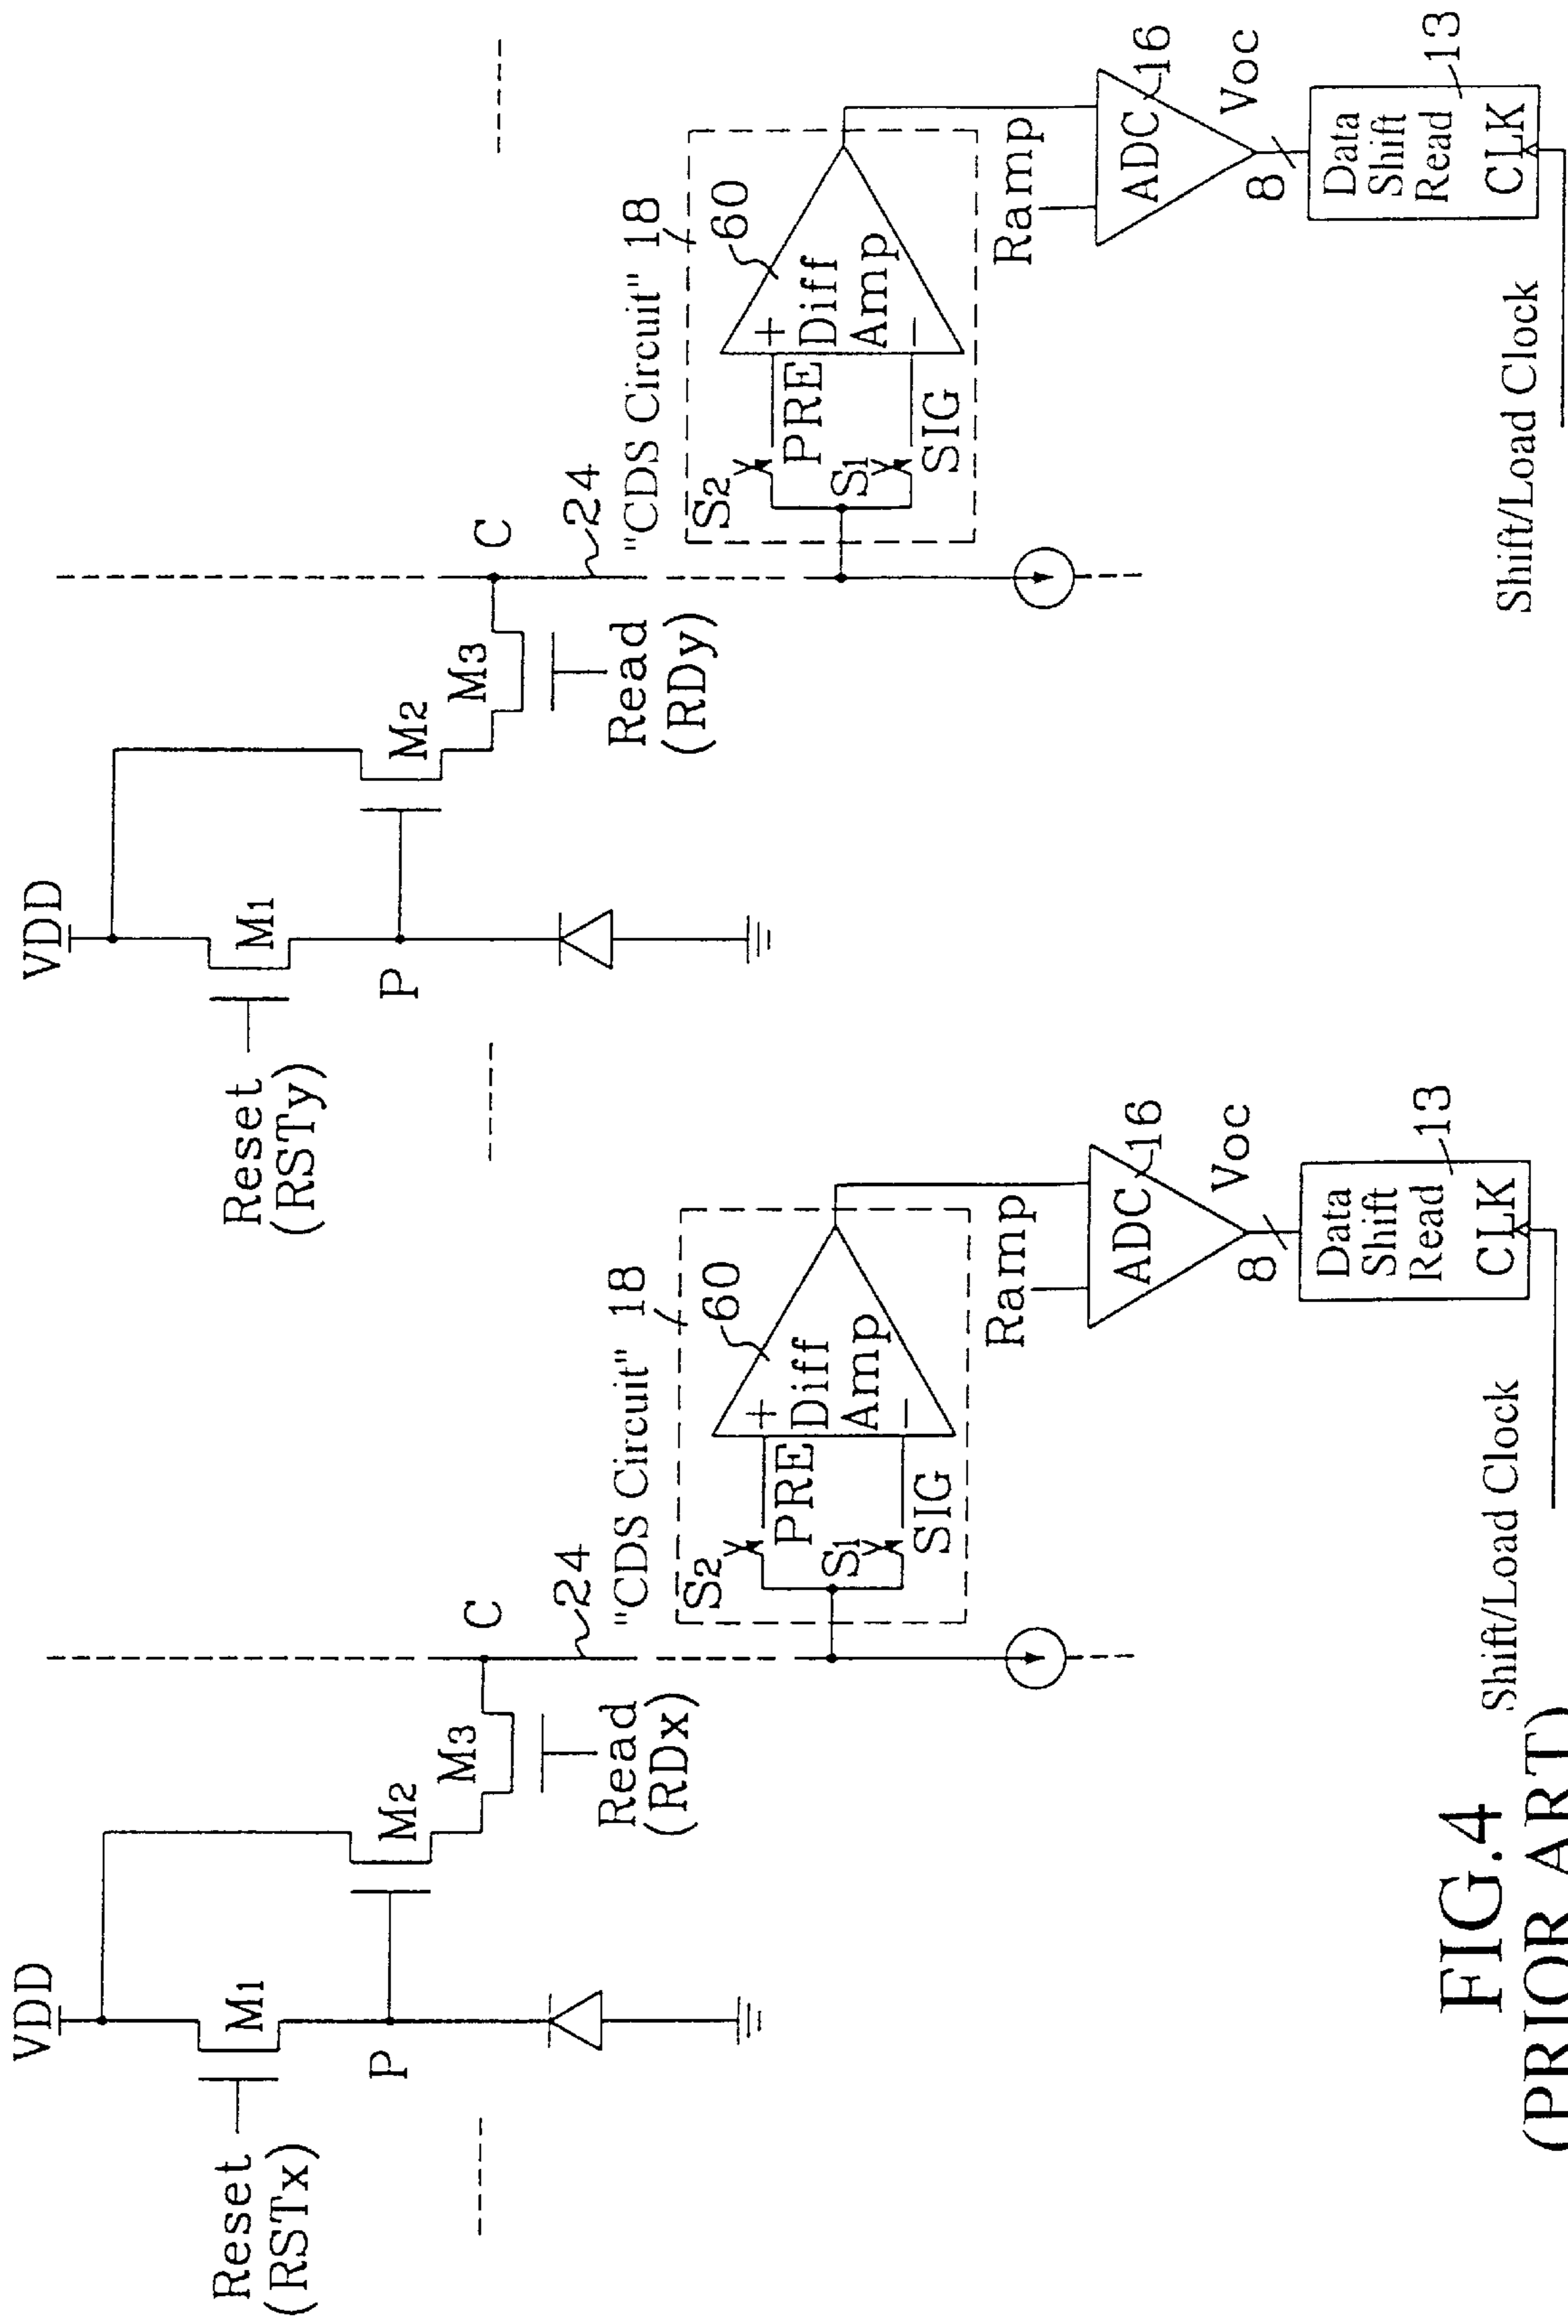 VDD
M1
Reset
(RSTx)
P
M2
M3
Read
(RDx)
C
24
"CDS Circuit" 18
S2
PRE
S1
SIG
+
Diff
Amp
−
60
Ramp
ADC
16
8
Voc
Data
Shift
Read
CLK
13
Shift/Load Clock
VDD
M1
Reset
(RSTy)
P
M2
M3
Read
(RDy)
C
24
"CDS Circuit" 18
S2
PRE
S1
SIG
+
Diff
Amp
−
60
Ramp
ADC
16
8
Voc
Data
Shift
Read
CLK
13
Shift/Load Clock
FIG.4
(PRIOR ART)